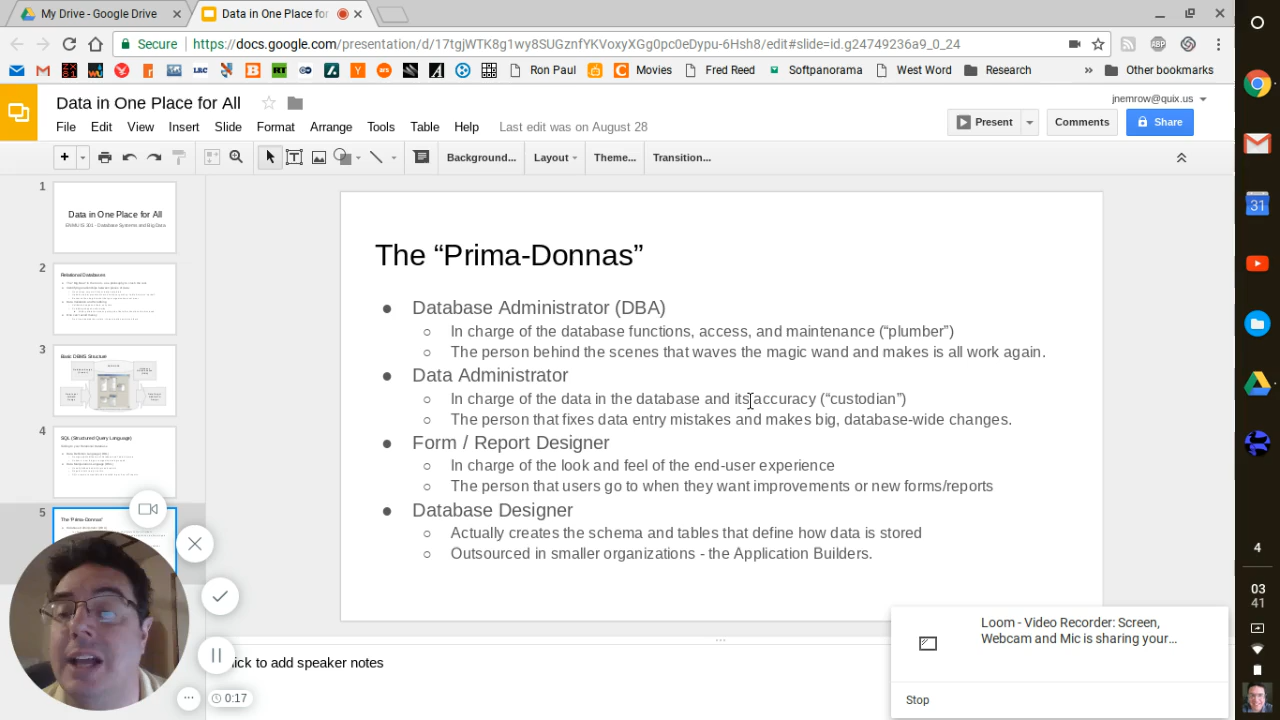 My Drive - Google Drive
Data in One Place for
Secure https://docs.google.com/presentation/d/17tgjWTK8g1wy8SUGznfYKVoxyXGg0pc0eDypu-6Hsh8/edit#slide=id.g24749236a9_0_24
Ron Paul Movies Fred Reed Softpanorama West Word Research » Other bookmarks
Data in One Place for All
jnemrow@quix.us
File Edit View Insert Slide Format Arrange Tools Table Help Last edit was on August 28
Present Comments Share
Background... Layout Theme... Transition...
1
Data in One Place for All
2
Relational Databases
3
Basic DBMS Structure
4
SQL (Structured Query Language)
5
The "Prima-Donnas"
The “Prima-Donnas”
● Database Administrator (DBA)
○ In charge of the database functions, access, and maintenance (“plumber”)
○ The person behind the scenes that waves the magic wand and makes is all work again.
● Data Administrator
○ In charge of the data in the database and its accuracy (“custodian”)
○ The person that fixes data entry mistakes and makes big, database-wide changes.
● Form / Report Designer
○ In charge of the look and feel of the end-user experience
○ The person that users go to when they want improvements or new forms/reports
● Database Designer
○ Actually creates the schema and tables that define how data is stored
○ Outsourced in smaller organizations - the Application Builders.
to add speaker notes
0:17
Loom - Video Recorder: Screen,
Webcam and Mic is sharing your...
Stop
31
4
03
41